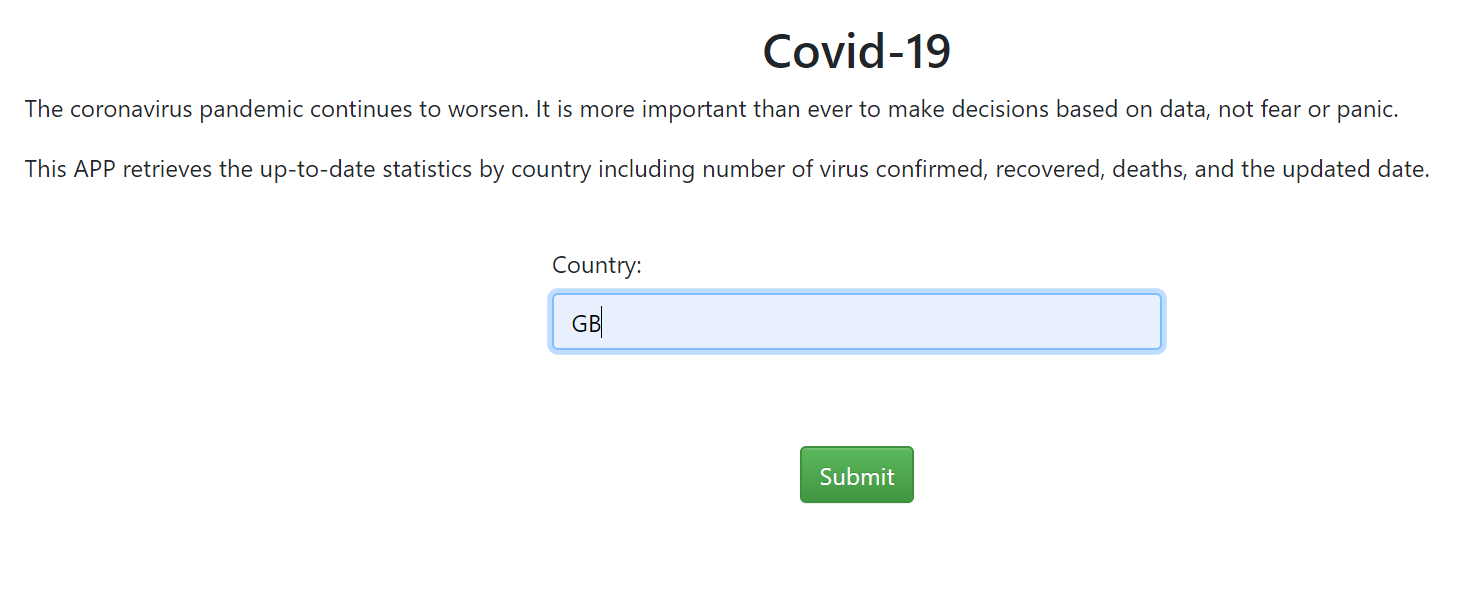 Covid-19
The coronavirus pandemic continues to worsen. It is more important than ever to make decisions based on data, not fear or panic.
This APP retrieves the up-to-date statistics by country including number of virus confirmed, recovered, deaths, and the updated date.
Country:
GB
Submit